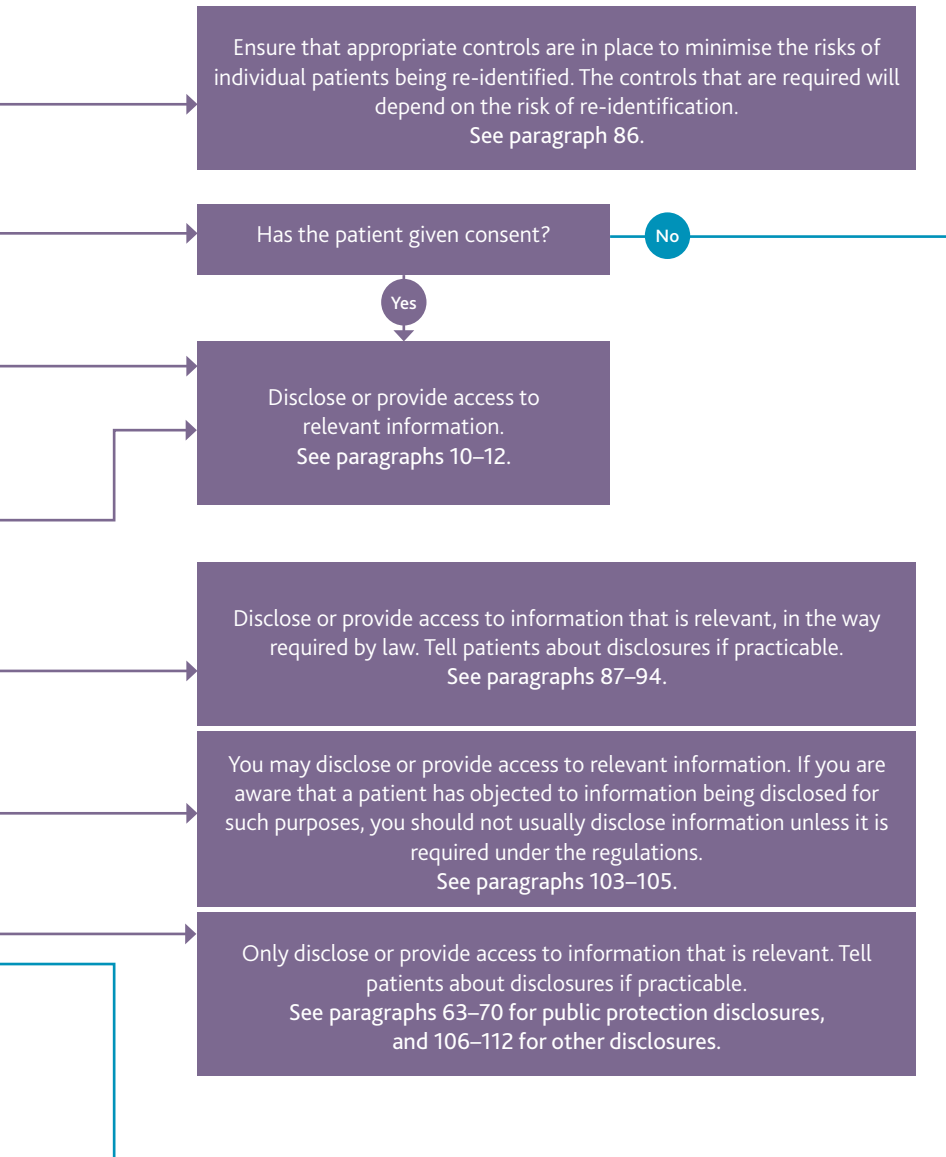 Ensure that appropriate controls are in place to minimise the risks of
individual patients being re-identified. The controls that are required will
depend on the risk of re-identification.
See paragraph 86.
Has the patient given consent?
No
Yes
Disclose or provide access to
relevant information.
See paragraphs 10–12.
Disclose or provide access to information that is relevant, in the way
required by law. Tell patients about disclosures if practicable.
See paragraphs 87–94.
You may disclose or provide access to relevant information. If you are
aware that a patient has objected to information being disclosed for
such purposes, you should not usually disclose information unless it is
required under the regulations.
See paragraphs 103–105.
Only disclose or provide access to information that is relevant. Tell
patients about disclosures if practicable.
See paragraphs 63–70 for public protection disclosures,
and 106–112 for other disclosures.